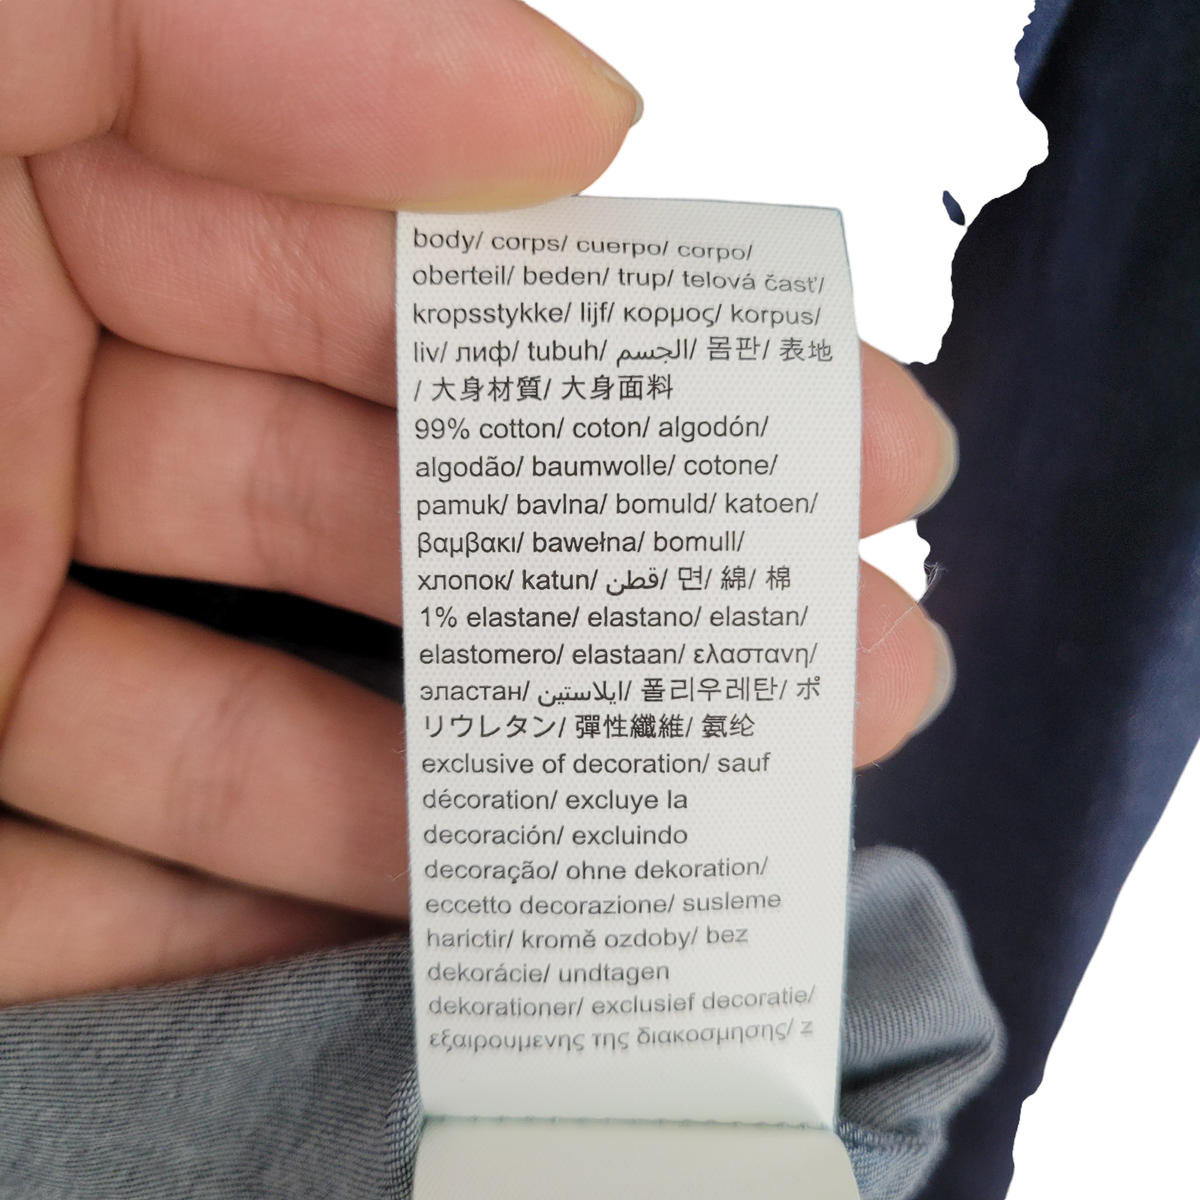 body/ corps/ cuerpo/ corpo/
oberteil/ beden/ trup/ telová časť/
kropsstykke/ lijf/ κορμος/ korpus/
liv/ лиф/ tubuh/ الجسم/ 몸판/ 表地
/ 大身材質/ 大身面料
99% cotton/ coton/ algodón/
algodão/ baumwolle/ cotone/
pamuk/ bavlna/ bomuld/ katoen/
βαμβακι/ bawełna/ bomull/
хлопок/ katun/ قطن/ 면/ 綿/ 棉
1% elastane/ elastano/ elastan/
elastomero/ elastaan/ ελαστανη/
эластан/ ايلاستين/ 폴리우레탄/ ポ
リウレタン/ 彈性纖維/ 氨纶
exclusive of decoration/ sauf
décoration/ excluye la
decoración/ excluindo
decoração/ ohne dekoration/
eccetto decorazione/ susleme
harictir/ kromě ozdoby/ bez
dekorácie/ undtagen
dekorationer/ exclusief decoratie/
εξαιρουμενης της διακοσμησης/ z